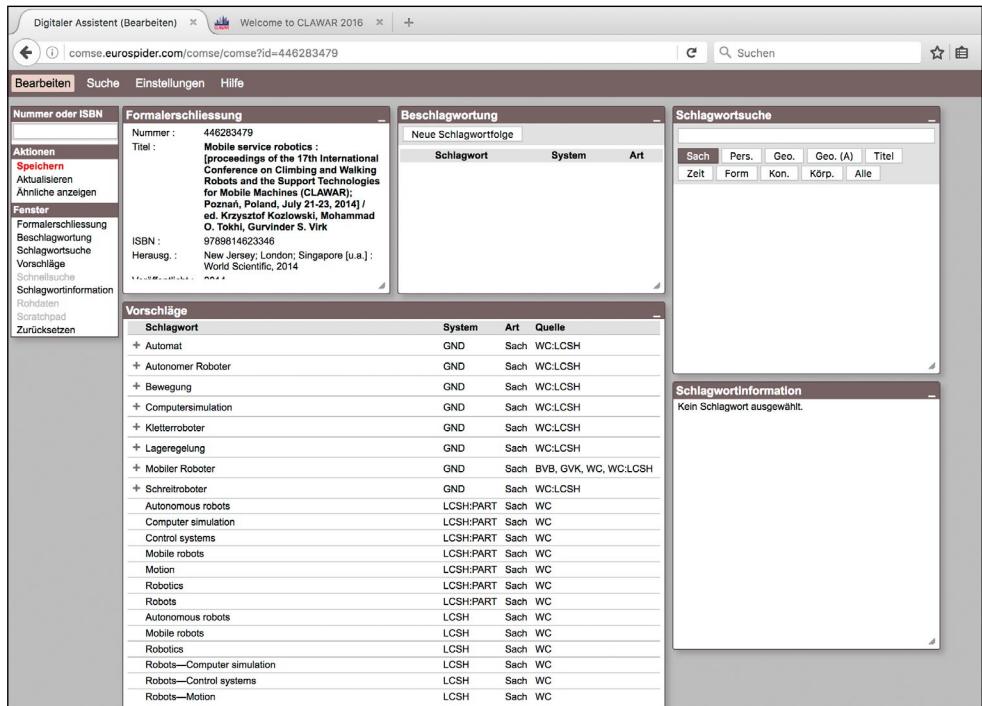 Digitaler Assistent (Bearbeiten) ×
Welcome to CLAWAR 2016 × +
comse.eurospider.com/comse/comse?id=446283479
Suchen
Bearbeiten Suche Einstellungen Hilfe
Nummer oder ISBN
Aktionen
Speichern
Aktualisieren
Ähnliche anzeigen
Fenster
Formalerschliessung
Beschlagwortung
Schlagwortsuche
Vorschläge
Schnellsuche
Schlagwortinformation
Rohdaten
Scratchpad
Zurücksetzen
Formalerschliessung _
Nummer : 446283479
Titel : Mobile service robotics :
[proceedings of the 17th International
Conference on Climbing and Walking
Robots and the Support Technologies
for Mobile Machines (CLAWAR);
Poznań, Poland, July 21-23, 2014] /
ed. Krzysztof Kozlowski, Mohammad
O. Tokhi, Gurvinder S. Virk
ISBN : 9789814623346
Herausg. : New Jersey; London; Singapore [u.a.] :
World Scientific, 2014
Veröffentlicht : 2014
Beschlagwortung _
Neue Schlagwortfolge
Schlagwort System Art
Schlagwortsuche _
Sach Pers. Geo. Geo. (A) Titel
Zeit Form Kon. Körp. Alle
Vorschläge _
Schlagwort System Art Quelle
+ Automat GND Sach WC:LCSH
+ Autonomer Roboter GND Sach WC:LCSH
+ Bewegung GND Sach WC:LCSH
+ Computersimulation GND Sach WC:LCSH
+ Kletterroboter GND Sach WC:LCSH
+ Lageregelung GND Sach WC:LCSH
+ Mobiler Roboter GND Sach BVB, GVK, WC, WC:LCSH
+ Schreitroboter GND Sach WC:LCSH
Autonomous robots LCSH:PART Sach WC
Computer simulation LCSH:PART Sach WC
Control systems LCSH:PART Sach WC
Mobile robots LCSH:PART Sach WC
Motion LCSH:PART Sach WC
Robotics LCSH:PART Sach WC
Robots LCSH:PART Sach WC
Autonomous robots LCSH Sach WC
Mobile robots LCSH Sach WC
Robotics LCSH Sach WC
Robots—Computer simulation LCSH Sach WC
Robots—Control systems LCSH Sach WC
Robots—Motion LCSH Sach WC
Schlagwortinformation _
Kein Schlagwort ausgewählt.